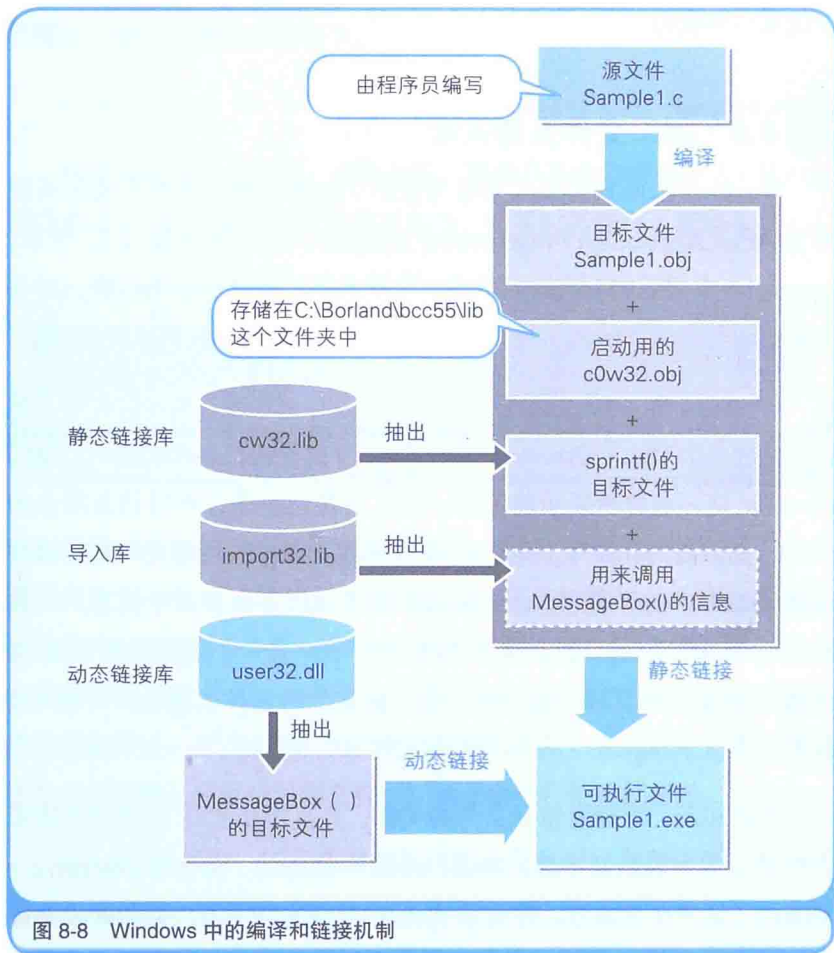 由程序员编写
源文件
Sample1.c
编译
目标文件
Sample1.obj
+
存储在C:\Borland\bcc55\lib
这个文件夹中
启动用的
c0w32.obj
+
静态链接库
cw32.lib
抽出
sprintf()的
目标文件
+
导入库
import32.lib
抽出
用来调用
MessageBox()的信息
动态链接库
user32.dll
静态链接
抽出
MessageBox ( )
的目标文件
动态链接
可执行文件
Sample1.exe
图 8-8 Windows 中的编译和链接机制